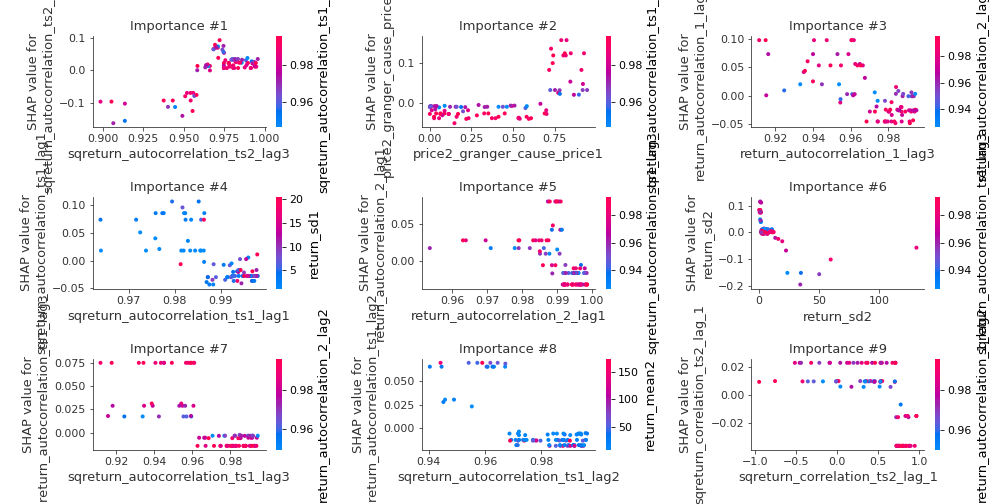 Importance #1
Importance #2
Importance #3
SHAP value for
0.1
0.0
−0.1
0.900
0.925
0.950
0.975
1.000
sqreturn_autocorrelation_ts2_lag3
0.98
0.96
SHAP value for
price2_granger_cause_price1
0.1
0.0
0.00
0.25
0.50
0.75
price2_granger_cause_price1
0.98
0.96
SHAP value for
0.10
0.05
0.00
−0.05
0.92
0.94
0.96
0.98
return_autocorrelation_1_lag3
0.98
0.96
0.94
Importance #4
Importance #5
Importance #6
SHAP value for
sqreturn_autocorrelation_ts1_lag1
0.10
0.05
0.00
−0.05
0.97
0.98
0.99
sqreturn_autocorrelation_ts1_lag1
20
15
10
5
return_sd1
SHAP value for
return_autocorrelation_2_lag1
0.05
0.00
0.96
0.97
0.98
0.99
1.00
return_autocorrelation_2_lag1
0.98
0.96
0.94
SHAP value for
return_sd2
0.1
0.0
−0.1
−0.2
0
50
100
return_sd2
0.98
0.96
0.94
Importance #7
Importance #8
Importance #9
SHAP value for
0.075
0.050
0.025
0.000
0.92
0.94
0.96
0.98
sqreturn_autocorrelation_ts1_lag3
0.98
0.96
SHAP value for
0.050
0.025
0.000
0.94
0.96
0.98
sqreturn_autocorrelation_ts1_lag2
150
100
50
return_mean2
SHAP value for
sqreturn_correlation_ts2_lag_1
0.02
0.00
−0.02
−1.0
−0.5
0.0
0.5
1.0
sqreturn_correlation_ts2_lag_1
0.98
0.96